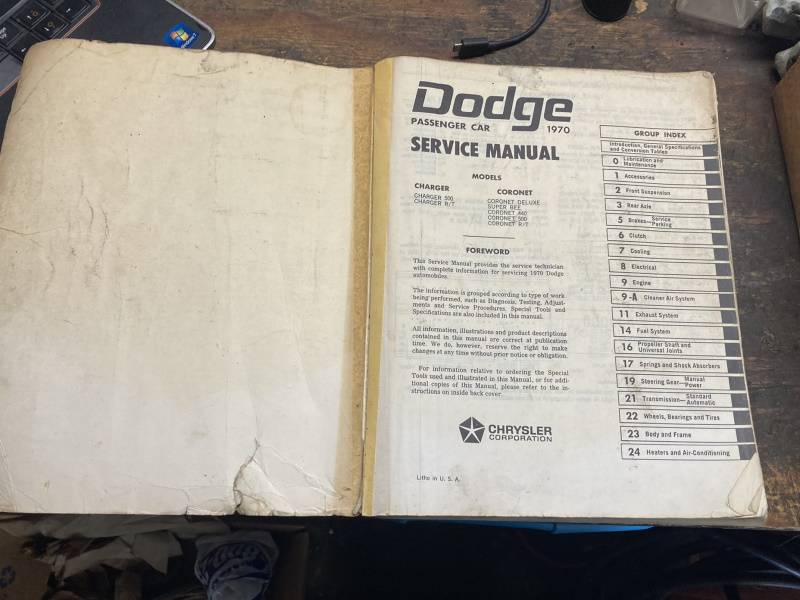 Dodge
PASSENGER CAR 1970
SERVICE MANUAL
MODELS
CHARGER
CHARGER 500
CHARGER R/T
CORONET
CORONET DELUXE
SUPER BEE
CORONET 440
CORONET 500
CORONET R/T
FOREWORD
This Service Manual provides the service technician
with complete information for servicing 1970 Dodge
automobiles.
The information is grouped according to type of work
being performed, such as Diagnosis, Testing, Adjust-
ments and Service Procedures. Special Tools and
Specifications are also included in this manual.
All information, illustrations and product descriptions
contained in this manual are correct at publication
time. We do, however, reserve the right to make
changes at any time without prior notice or obligation.
For information relative to ordering the Special
Tools used and illustrated in this Manual, or for addi-
tional copies of this Manual, please refer to the in-
structions on inside back cover.
CHRYSLER
CORPORATION
Litho in U. S. A.
GROUP INDEX
Introduction, General Specifications
and Conversion Tables
0 Lubrication and
Maintenance
1 Accessories
2 Front Suspension
3 Rear Axle
5 Brakes—Service
Parking
6 Clutch
7 Cooling
8 Electrical
9 Engine
9-A Cleaner Air System
11 Exhaust System
14 Fuel System
16 Propeller Shaft and
Universal Joints
17 Springs and Shock Absorbers
19 Steering Gear—Manual
Power
21 Transmission—Standard
Automatic
22 Wheels, Bearings and Tires
23 Body and Frame
24 Heaters and Air-Conditioning